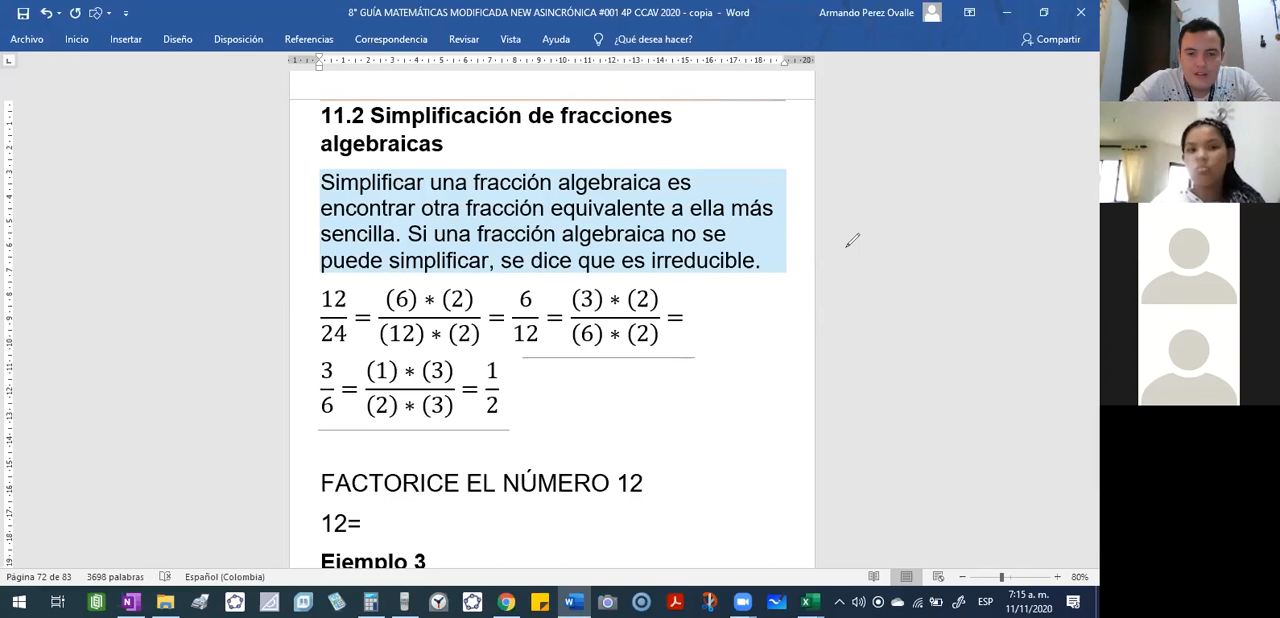 8° GUÍA MATEMÁTICAS MODIFICADA NEW ASINCRÓNICA #001 4P CCAV 2020 - copia - Word
Armando Perez Ovalle
Archivo Inicio Insertar Diseño Disposición Referencias Correspondencia Revisar Vista Ayuda ¿Qué desea hacer? Compartir
11.2 Simplificación de fracciones
algebraicas
Simplificar una fracción algebraica es
encontrar otra fracción equivalente a ella más
sencilla. Si una fracción algebraica no se
puede simplificar, se dice que es irreducible.
12/24 = (6) * (2)/(12) * (2) = 6/12 = (3) * (2)/(6) * (2) =
3/6 = (1) * (3)/(2) * (3) = 1/2
FACTORICE EL NÚMERO 12
12=
Ejemplo 3
Página 72 de 83 3698 palabras Español (Colombia) 80%
ESP 7:15 a. m.
11/11/2020